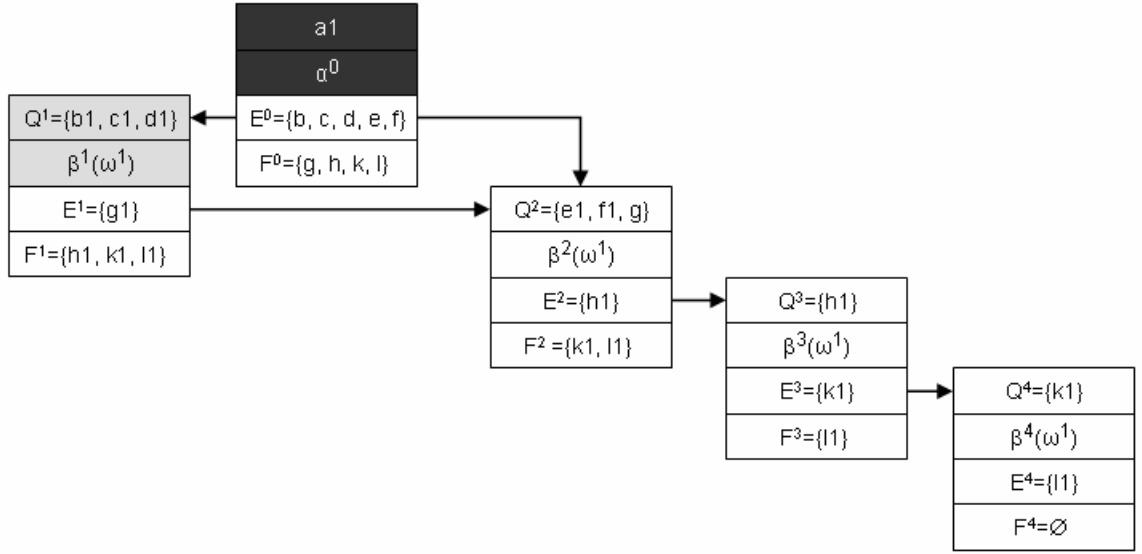 a1
α⁰
E⁰={b, c, d, e, f}
F⁰={g, h, k, l}
Q¹={b1, c1, d1}
β¹(ω¹)
E¹={g1}
F¹={h1, k1, l1}
Q²={e1, f1, g}
β²(ω¹)
E²={h1}
F² ={k1, l1}
Q³={h1}
β³(ω¹)
E³={k1}
F³={l1}
Q⁴={k1}
β⁴(ω¹)
E⁴={l1}
F⁴=∅